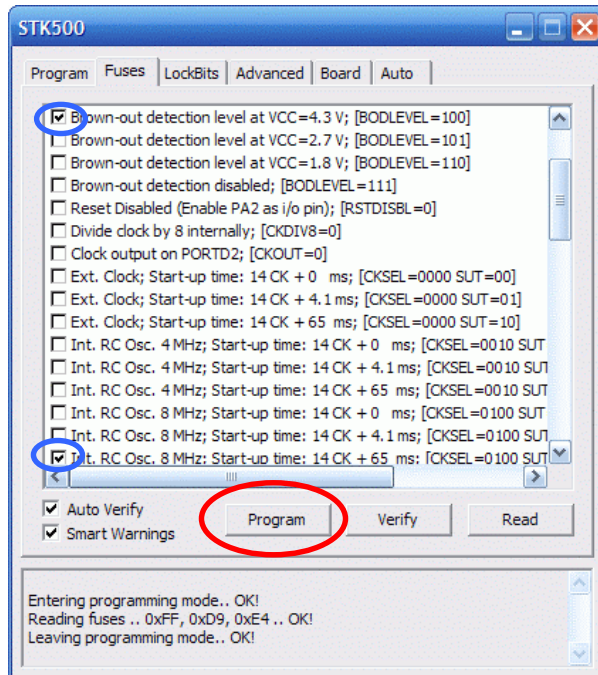 STK500
Program Fuses LockBits Advanced Board Auto
Brown-out detection level at VCC=4.3 V; [BODLEVEL=100]
Brown-out detection level at VCC=2.7 V; [BODLEVEL=101]
Brown-out detection level at VCC=1.8 V; [BODLEVEL=110]
Brown-out detection disabled; [BODLEVEL=111]
Reset Disabled (Enable PA2 as i/o pin); [RSTDISBL=0]
Divide clock by 8 internally; [CKDIV8=0]
Clock output on PORTD2; [CKOUT=0]
Ext. Clock; Start-up time: 14 CK + 0 ms; [CKSEL=0000 SUT=00]
Ext. Clock; Start-up time: 14 CK + 4.1 ms; [CKSEL=0000 SUT=01]
Ext. Clock; Start-up time: 14 CK + 65 ms; [CKSEL=0000 SUT=10]
Int. RC Osc. 4 MHz; Start-up time: 14 CK + 0 ms; [CKSEL=0010 SUT
Int. RC Osc. 4 MHz; Start-up time: 14 CK + 4.1 ms; [CKSEL=0010 SUT
Int. RC Osc. 4 MHz; Start-up time: 14 CK + 65 ms; [CKSEL=0010 SUT
Int. RC Osc. 8 MHz; Start-up time: 14 CK + 0 ms; [CKSEL=0100 SUT
Int. RC Osc. 8 MHz; Start-up time: 14 CK + 4.1 ms; [CKSEL=0100 SUT
Int. RC Osc. 8 MHz; Start-up time: 14 CK + 65 ms; [CKSEL=0100 SUT
Auto Verify
Smart Warnings
Program Verify Read
Entering programming mode.. OK!
Reading fuses .. 0xFF, 0xD9, 0xE4 .. OK!
Leaving programming mode.. OK!